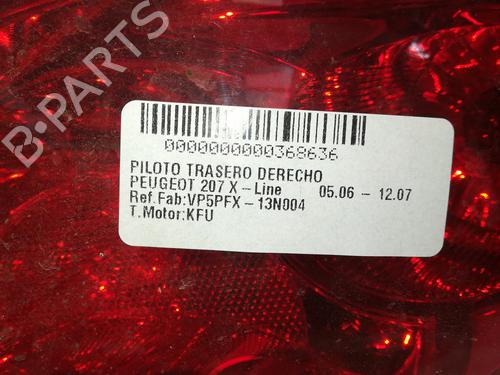 B-PARTS
0000000000368636
PILOTO TRASERO DERECHO
PEUGEOT 207 X-Line 05.06 - 12.07
Ref.Fab:VP5PFX-13N004
T.Motor:KFU